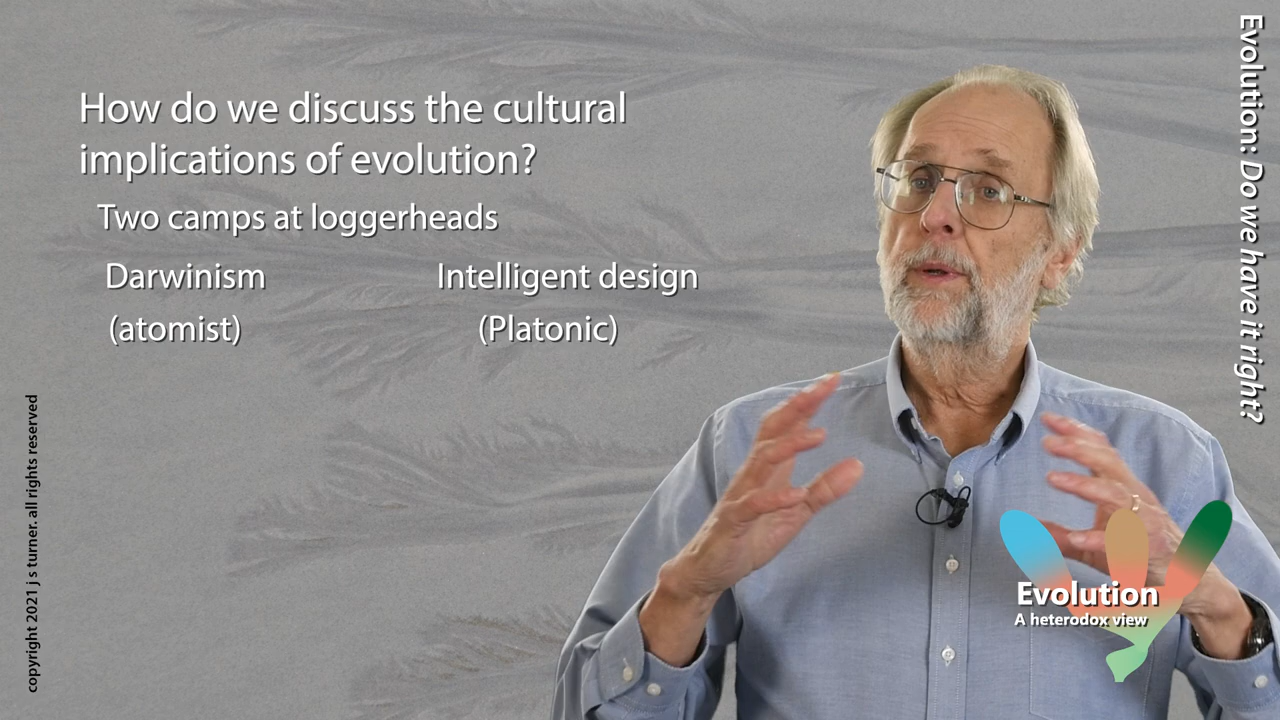 How do we discuss the cultural
implications of evolution?
Two camps at loggerheads
Darwinism
Intelligent design
(atomist)
(Platonic)
Evolution: Do we have it right?
Evolution
A heterodox view
copyright 2021 j s turner. all rights reserved